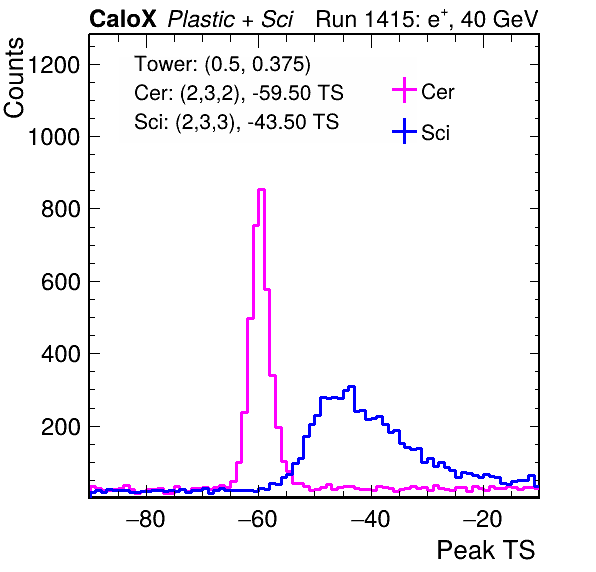 CaloX Plastic + Sci Run 1415: e⁺, 40 GeV
Counts
1200
1000
800
600
400
200
Tower: (0.5, 0.375)
Cer: (2,3,2), -59.50 TS
Sci: (2,3,3), -43.50 TS
Cer
Sci
−80 −60 −40 −20
Peak TS